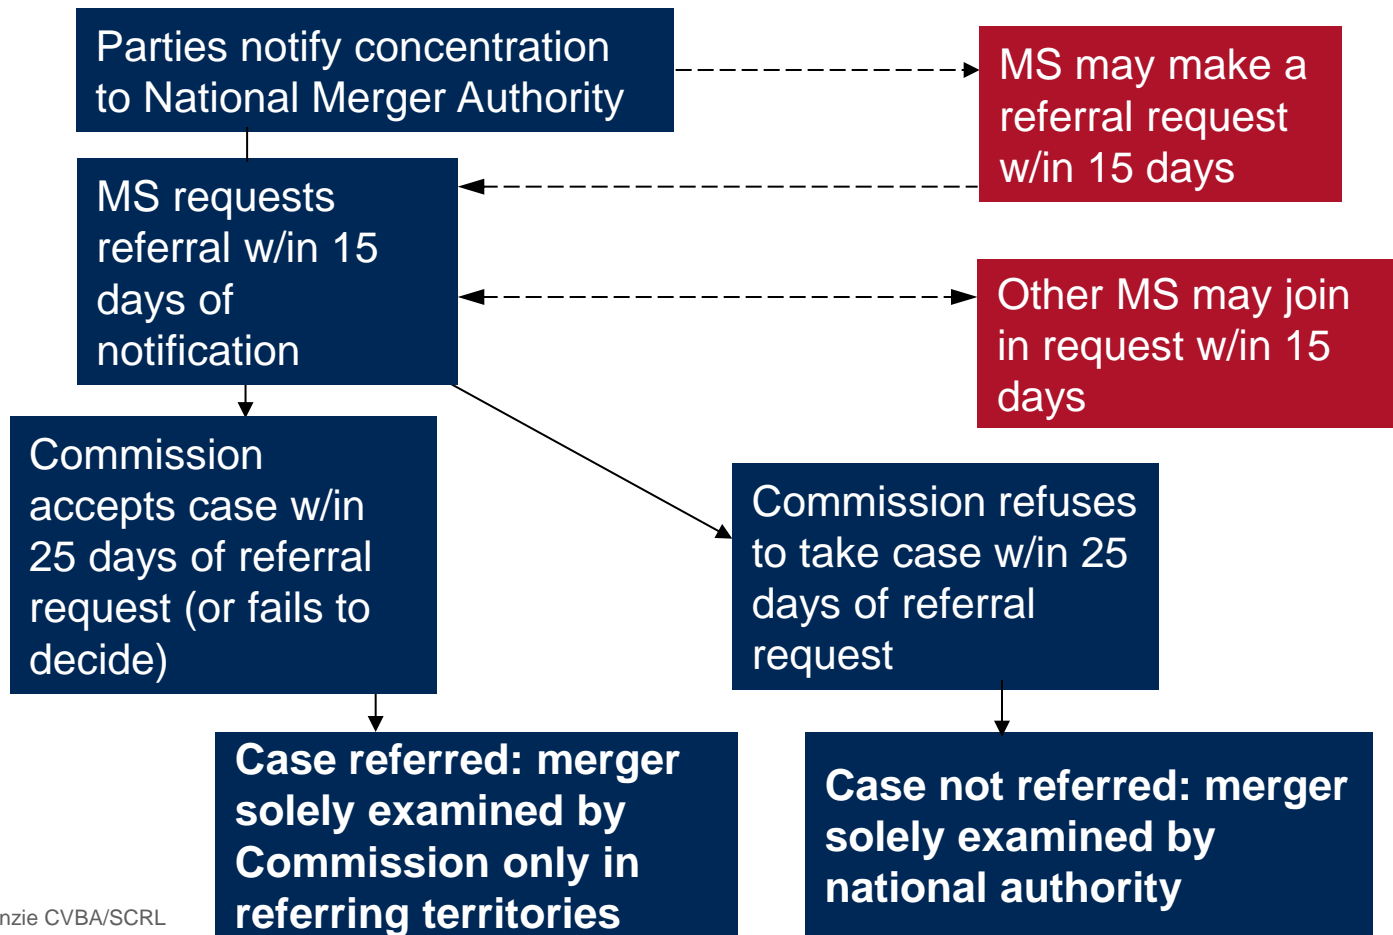 Parties notify concentration
to National Merger Authority
MS may make a
referral request
w/in 15 days
MS requests
referral w/in 15
days of
notification
Other MS may join
in request w/in 15
days
Commission
accepts case w/in
25 days of referral
request (or fails to
decide)
Commission refuses
to take case w/in 25
days of referral
request
Case referred: merger
solely examined by
Commission only in
referring territories
Case not referred: merger
solely examined by
national authority
nzie CVBA/SCRL